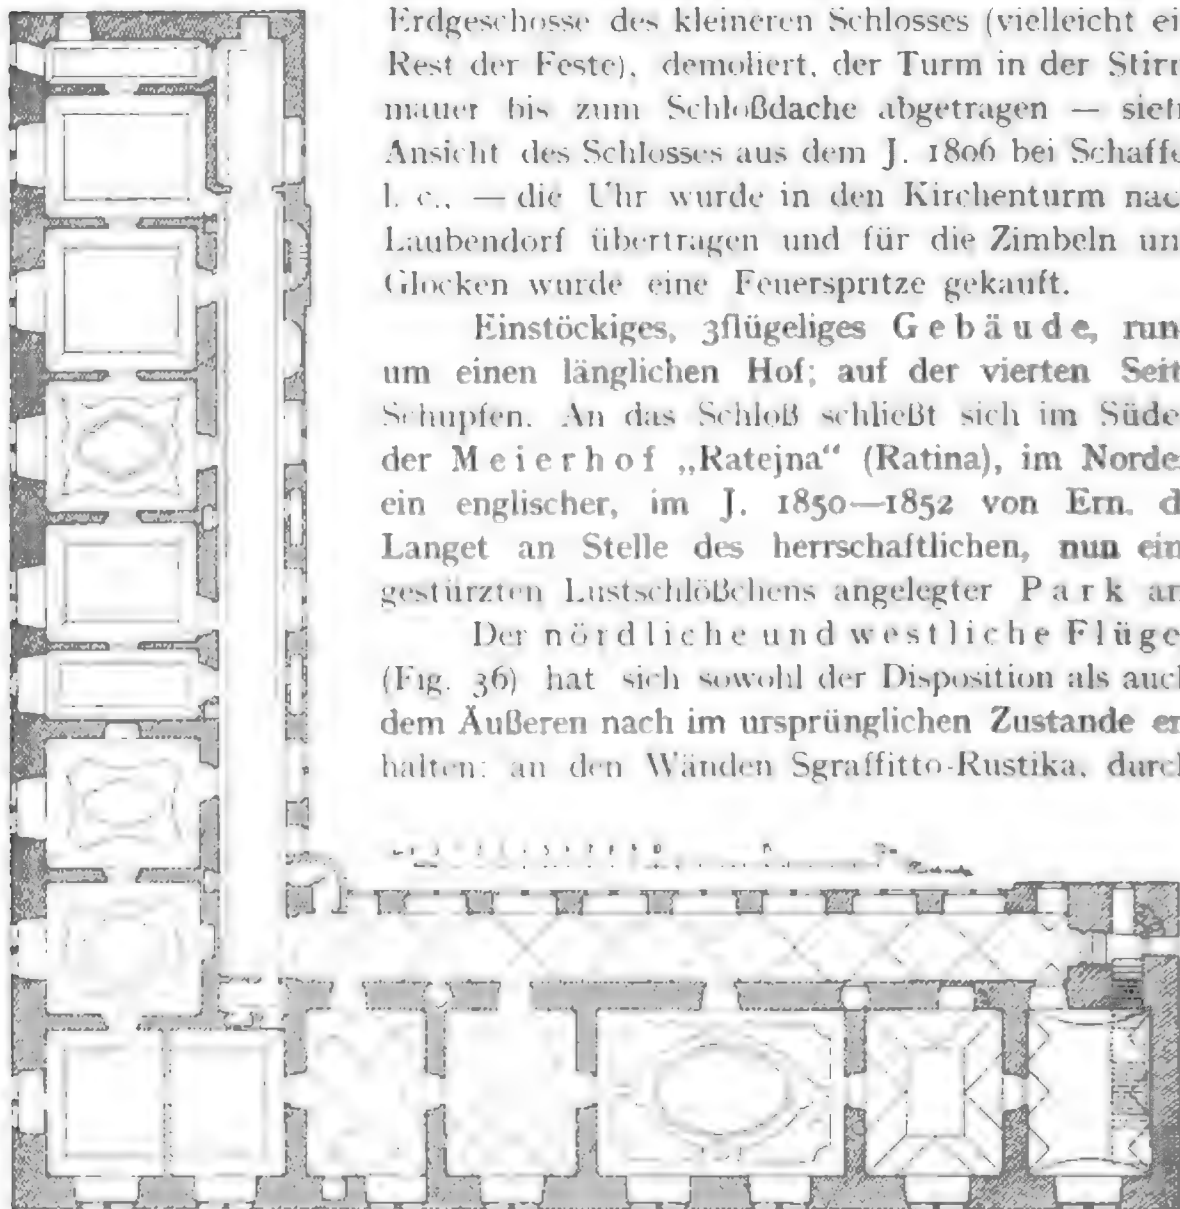 Erdgeschosse des kleineren Schlosses (vielleicht ei
Rest der Feste), demoliert, der Turm in der Stirn
mauer bis zum Schloßdache abgetragen — sieh
Ansicht des Schlosses aus dem J. 1806 bei Schaffe
l. c., — die Uhr wurde in den Kirchenturm nac
Laubendorf übertragen und für die Zimbeln un
Glocken wurde eine Feuerspritze gekauft.
Einstöckiges, 3flügeliges Gebäude, run
um einen länglichen Hof; auf der vierten Seit
Schupfen. An das Schloß schließt sich im Süde
der Meierhof „Ratejna“ (Ratina), im Norde
ein englischer, im J. 1850—1852 von Ern. d
Langet an Stelle des herrschaftlichen, nun ein
gestürzten Lustschlößchens angelegter Park an
Der nördliche und westliche Flüge
(Fig. 36) hat sich sowohl der Disposition als auch
dem Äußeren nach im ursprünglichen Zustande er
halten: an den Wänden Sgraffitto-Rustika, durch